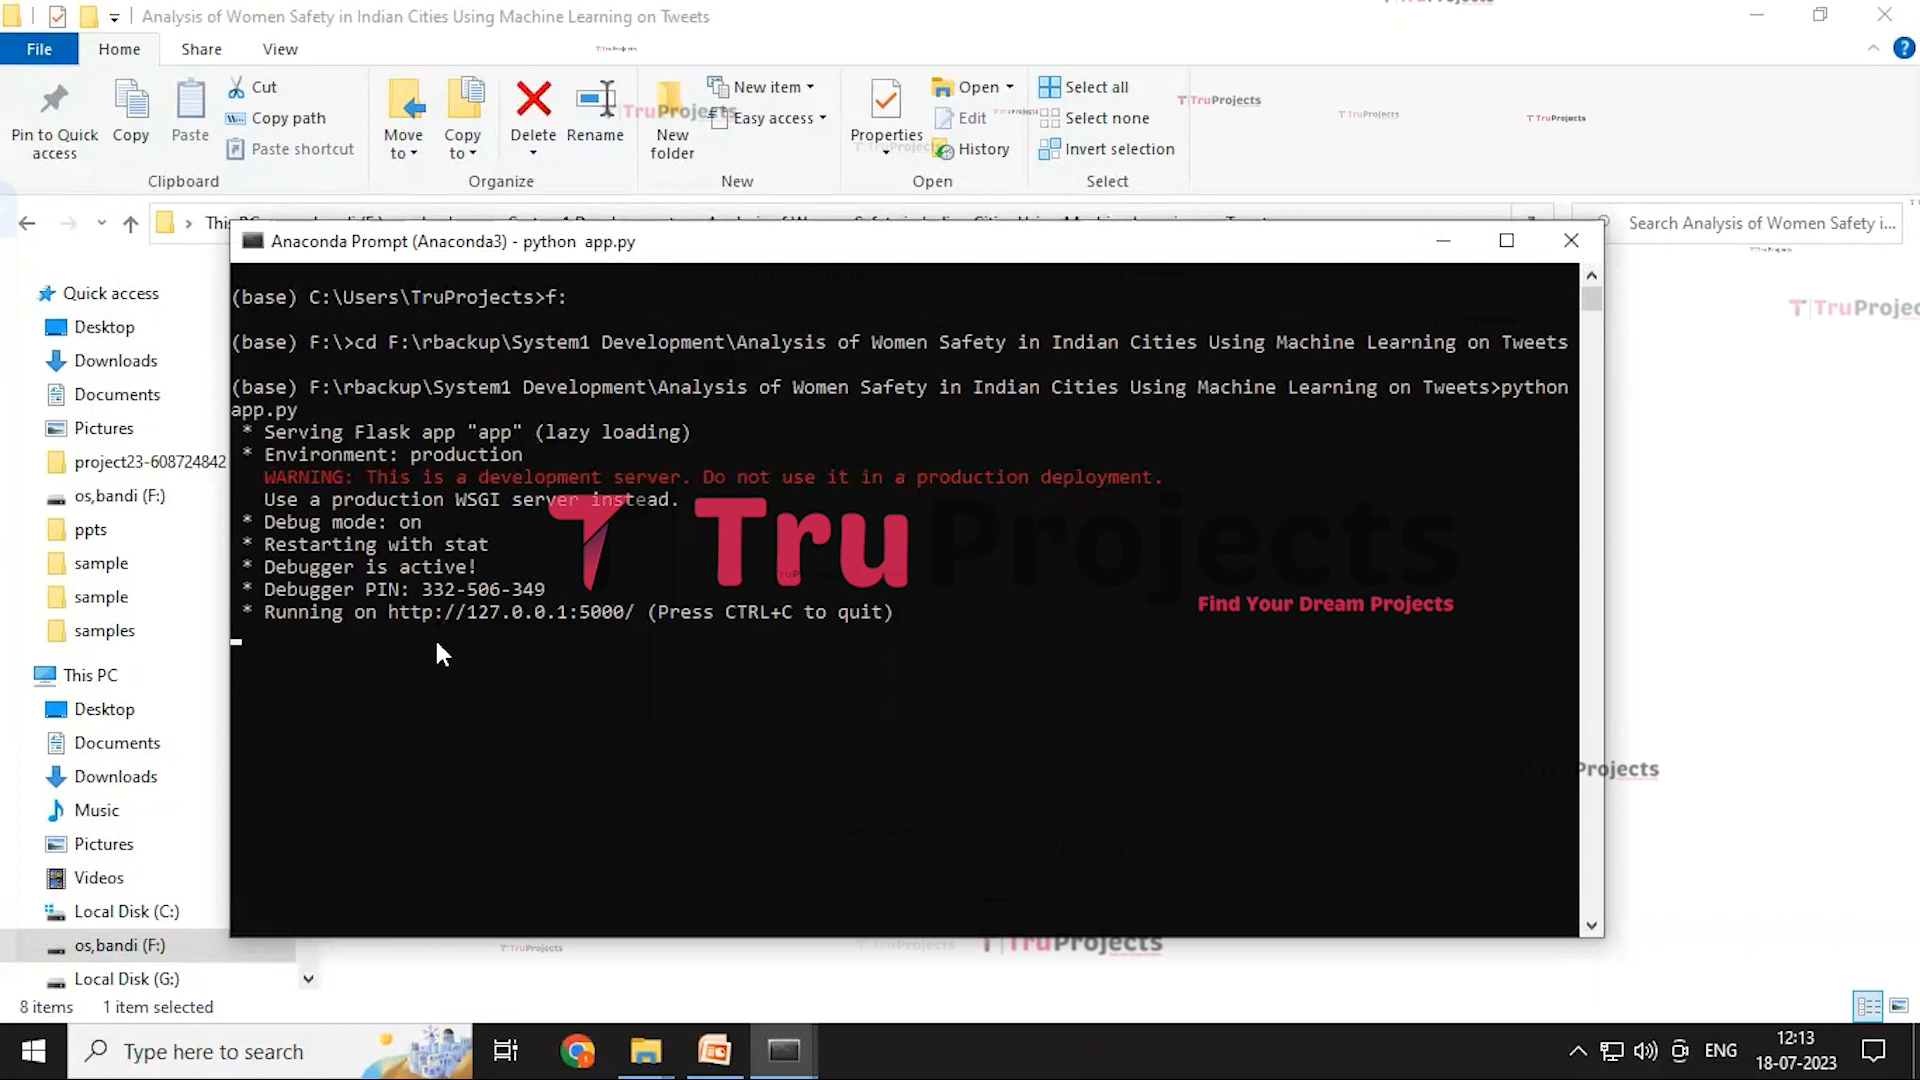 Analysis of Women Safety in Indian Cities Using Machine Learning on Tweets
File
Home
Share
View
Pin to Quick access
Copy
Paste
Cut
Copy path
Paste shortcut
Clipboard
Move to
Copy to
Delete
Rename
Organize
New folder
New item
Easy access
New
Properties
Open
Edit
History
Open
Select all
Select none
Invert selection
Select
TruProjects
TruProjects
TruProjects
TruProjects
Search Analysis of Women Safety i...
Anaconda Prompt (Anaconda3) - python  app.py
(base) C:\Users\TruProjects>f:
(base) F:\>cd F:\rbackup\System1 Development\Analysis of Women Safety in Indian Cities Using Machine Learning on Tweets
(base) F:\rbackup\System1 Development\Analysis of Women Safety in Indian Cities Using Machine Learning on Tweets>python
app.py
* Serving Flask app "app" (lazy loading)
* Environment: production
WARNING: This is a development server. Do not use it in a production deployment.
Use a production WSGI server instead.
* Debug mode: on
* Restarting with stat
* Debugger is active!
* Debugger PIN: 332-506-349
* Running on http://127.0.0.1:5000/ (Press CTRL+C to quit)
TruProjects
Find Your Dream Projects
Quick access
Desktop
Downloads
Documents
Pictures
project23-608724842
os,bandi (F:)
ppts
sample
sample
samples
This PC
Desktop
Documents
Downloads
Music
Pictures
Videos
Local Disk (C:)
os,bandi (F:)
Local Disk (G:)
TruProjects
TruProjects
TruProjects
8 items
1 item selected
Type here to search
ENG
12:13
18-07-2023